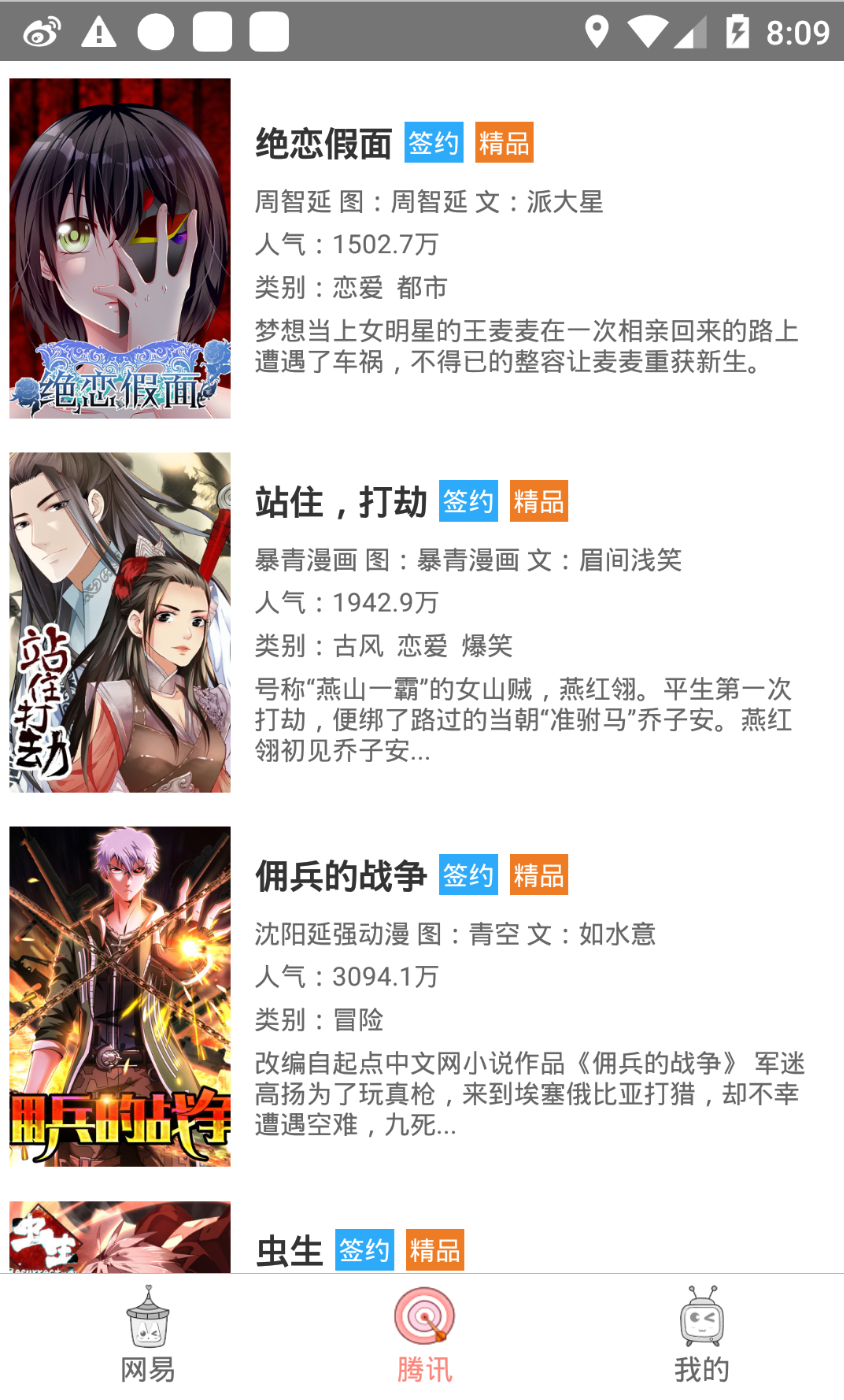 8:09
绝恋假面 签约 精品
周智延 图：周智延 文：派大星
人气：1502.7万
类别：恋爱 都市
梦想当上女明星的王麦麦在一次相亲回来的路上
遭遇了车祸，不得已的整容让麦麦重获新生。
绝恋假面
站住，打劫 签约 精品
暴青漫画 图：暴青漫画 文：眉间浅笑
人气：1942.9万
类别：古风 恋爱 爆笑
号称“燕山一霸”的女山贼，燕红翎。平生第一次
打劫，便绑了路过的当朝“准驸马”乔子安。燕红
翎初见乔子安...
站住打劫
佣兵的战争 签约 精品
沈阳延强动漫 图：青空 文：如水意
人气：3094.1万
类别：冒险
改编自起点中文网小说作品《佣兵的战争》 军迷
高扬为了玩真枪，来到埃塞俄比亚打猎，却不幸
遭遇空难，九死...
佣兵的战争
虫生
虫生 签约 精品
网易 腾讯 我的